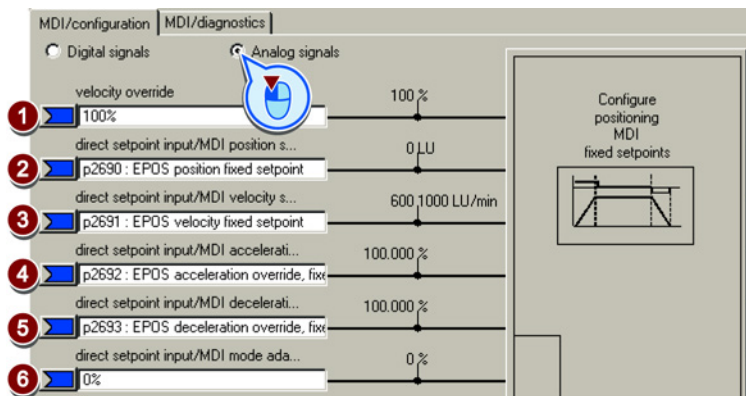 MDI/configuration MDI/diagnostics
Digital signals Analog signals
velocity override 100 %
1 100%
direct setpoint input/MDI position s... 0 LU
2 p2690 : EPOS position fixed setpoint
direct setpoint input/MDI velocity s... 600 1000 LU/min
3 p2691 : EPOS velocity fixed setpoint
direct setpoint input/MDI accelerati... 100.000 %
4 p2692 : EPOS acceleration override, fixe
direct setpoint input/MDI decelerati... 100.000 %
5 p2693 : EPOS deceleration override, fixe
direct setpoint input/MDI mode ada... 0 %
6 0%
Configure
positioning
MDI
fixed setpoints